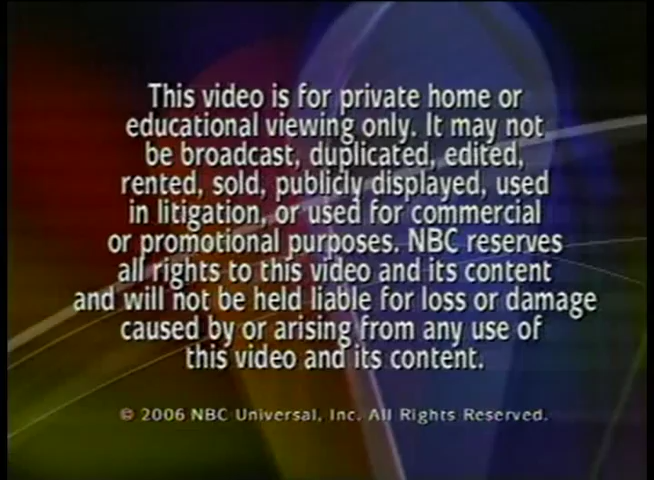 This video is for private home or
educational viewing only. It may not
be broadcast, duplicated, edited,
rented, sold, publicly displayed, used
in litigation, or used for commercial
or promotional purposes. NBC reserves
all rights to this video and its content
and will not be held liable for loss or damage
caused by or arising from any use of
this video and its content.
© 2006 NBC Universal, Inc. All Rights Reserved.